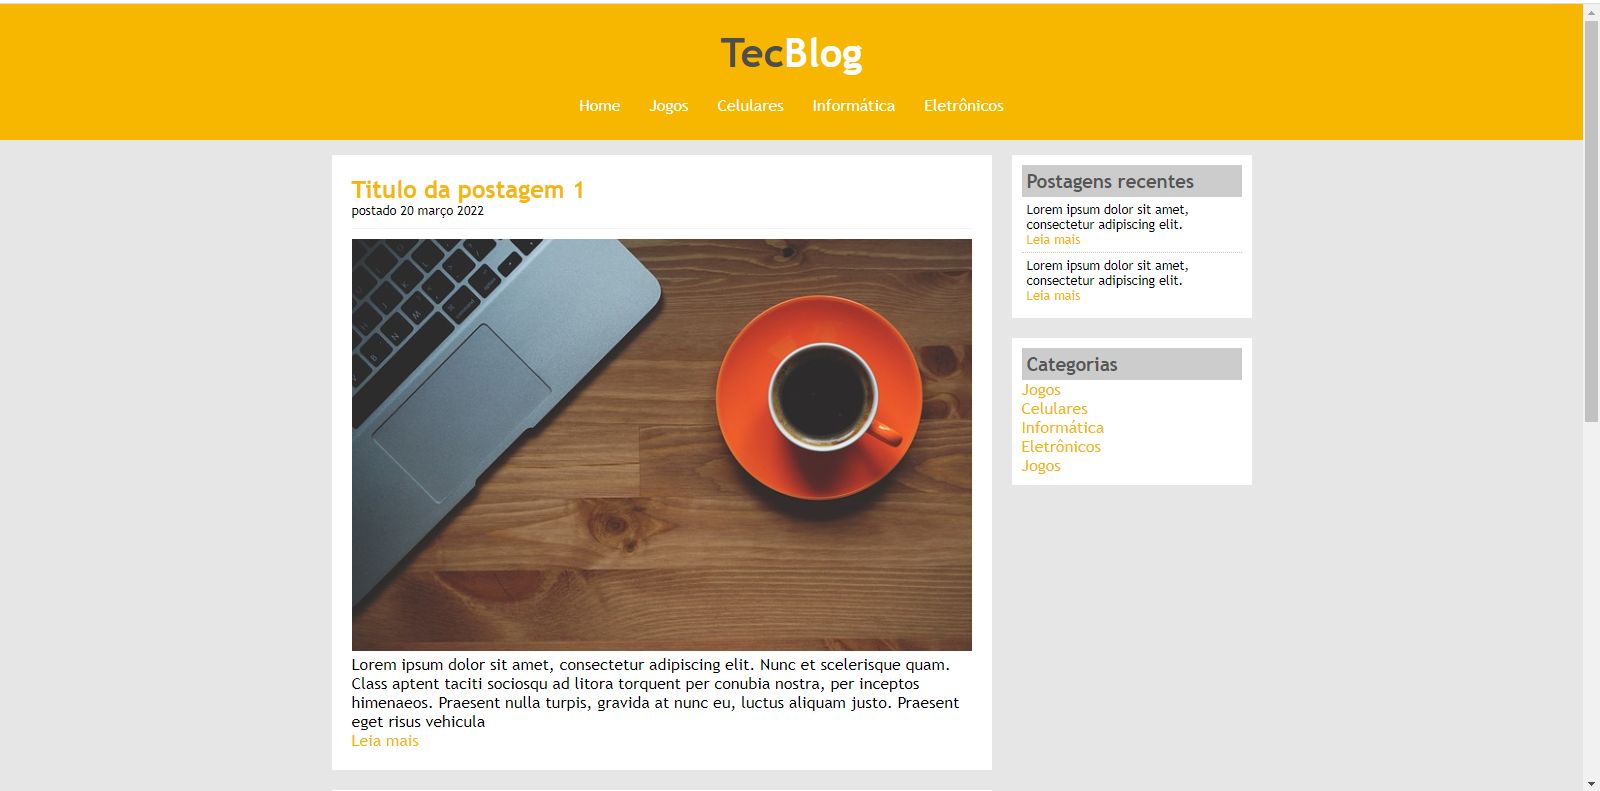 TecBlog
Home Jogos Celulares Informática Eletrônicos
Titulo da postagem 1
postado 20 março 2022
Lorem ipsum dolor sit amet, consectetur adipiscing elit. Nunc et scelerisque quam.
Class aptent taciti sociosqu ad litora torquent per conubia nostra, per inceptos
himenaeos. Praesent nulla turpis, gravida at nunc eu, luctus aliquam justo. Praesent
eget risus vehicula
Leia mais
Postagens recentes
Lorem ipsum dolor sit amet,
consectetur adipiscing elit.
Leia mais
Lorem ipsum dolor sit amet,
consectetur adipiscing elit.
Leia mais
Categorias
Jogos
Celulares
Informática
Eletrônicos
Jogos